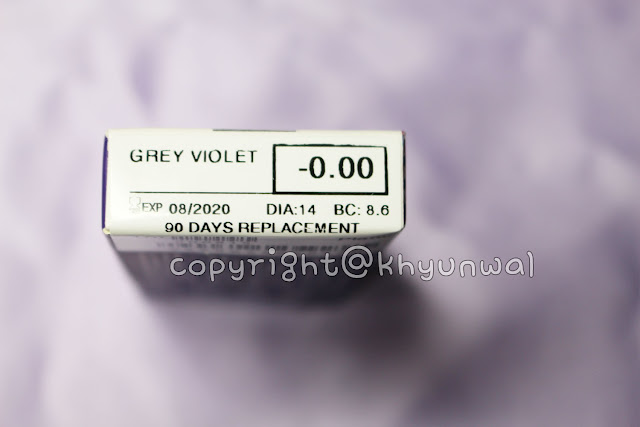 GREY VIOLET
-0.00
EXP 08/2020 DIA:14 BC: 8.6
90 DAYS REPLACEMENT
copyright@khyunwal